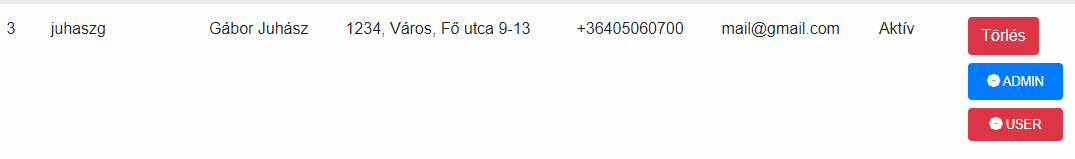 3 juhaszg Gábor Juhász 1234, Város, Fő utca 9-13 +36405060700 mail@gmail.com Aktív Törlés
ADMIN
USER